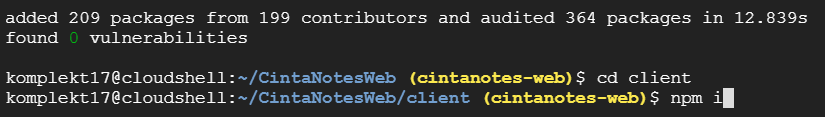 added 209 packages from 199 contributors and audited 364 packages in 12.839s
found 0 vulnerabilities
komplekt17@cloudshell:~/CintaNotesWeb (cintanotes-web)$ cd client
komplekt17@cloudshell:~/CintaNotesWeb/client (cintanotes-web)$ npm i